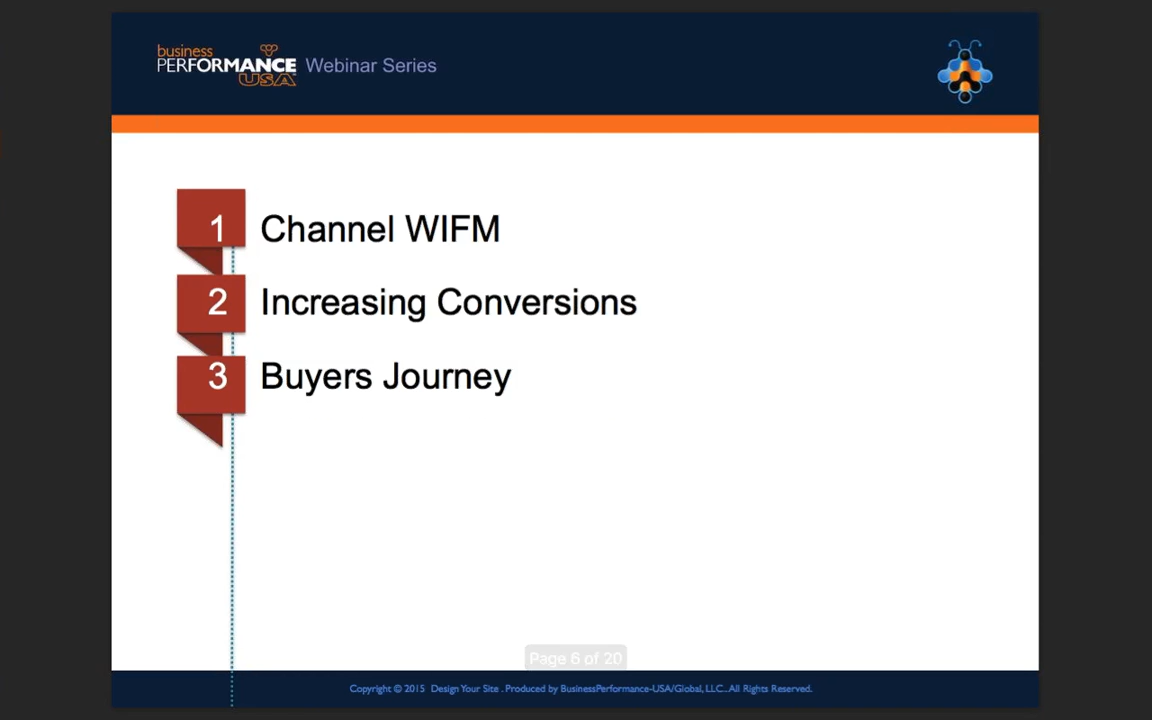 business
PERFORMANCE
USA
Webinar Series
1 Channel WIFM
2 Increasing Conversions
3 Buyers Journey
Page 6 of 20
Copyright © 2015 Design Your Site . Produced by BusinessPerformance-USA/Global, LLC..All Rights Reserved.